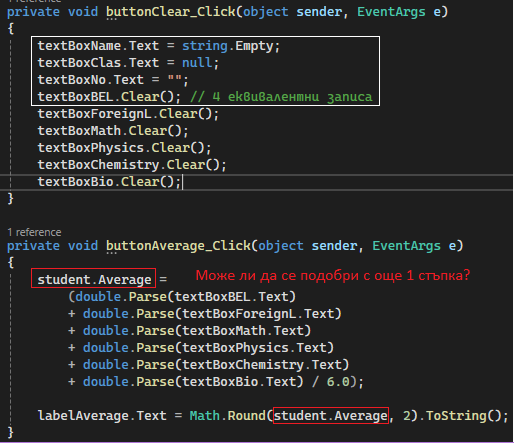 1 reference
private void buttonClear_Click(object sender, EventArgs e)
{
textBoxName.Text = string.Empty;
textBoxClas.Text = null;
textBoxNo.Text = "";
textBoxBEL.Clear(); // 4 еквивалентни записа
textBoxForeignL.Clear();
textBoxMath.Clear();
textBoxPhysics.Clear();
textBoxChemistry.Clear();
textBoxBio.Clear();
}
1 reference
private void buttonAverage_Click(object sender, EventArgs e)
{
student.Average = Може ли да се подобри с още 1 стъпка?
(double.Parse(textBoxBEL.Text)
+ double.Parse(textBoxForeignL.Text)
+ double.Parse(textBoxMath.Text)
+ double.Parse(textBoxPhysics.Text)
+ double.Parse(textBoxChemistry.Text)
+ double.Parse(textBoxBio.Text) / 6.0);
labelAverage.Text = Math.Round(student.Average, 2).ToString();
}